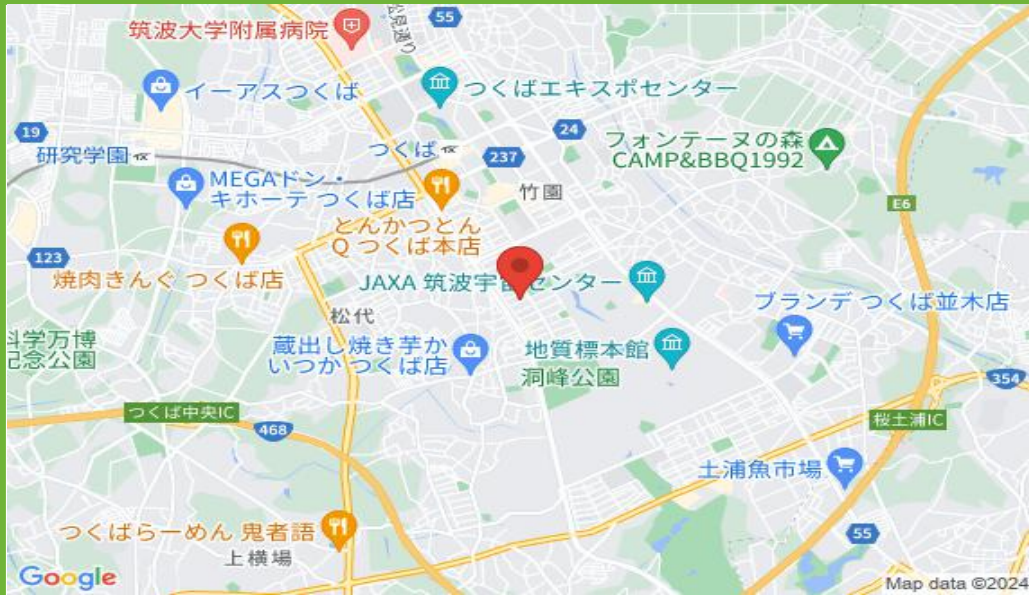 筑波大学附属病院
55
松見通り
イーアスつくば
つくばエキスポセンター
19
研究学園
つくば
237
24
フォンテーヌの森
CAMP&BBQ1992
MEGAドン・
キホーテ つくば店
竹園
E6
とんかつとん
Q つくば本店
123
焼肉きんぐ つくば店
JAXA 筑波宇宙センター
松代
ブランデ つくば並木店
科学万博
記念公園
蔵出し焼き芋か
いつか つくば店
地質標本館
洞峰公園
354
つくば中央IC
468
桜土浦IC
土浦魚市場
つくばらーめん 鬼者語
上横場
55
Google
Map data ©2024